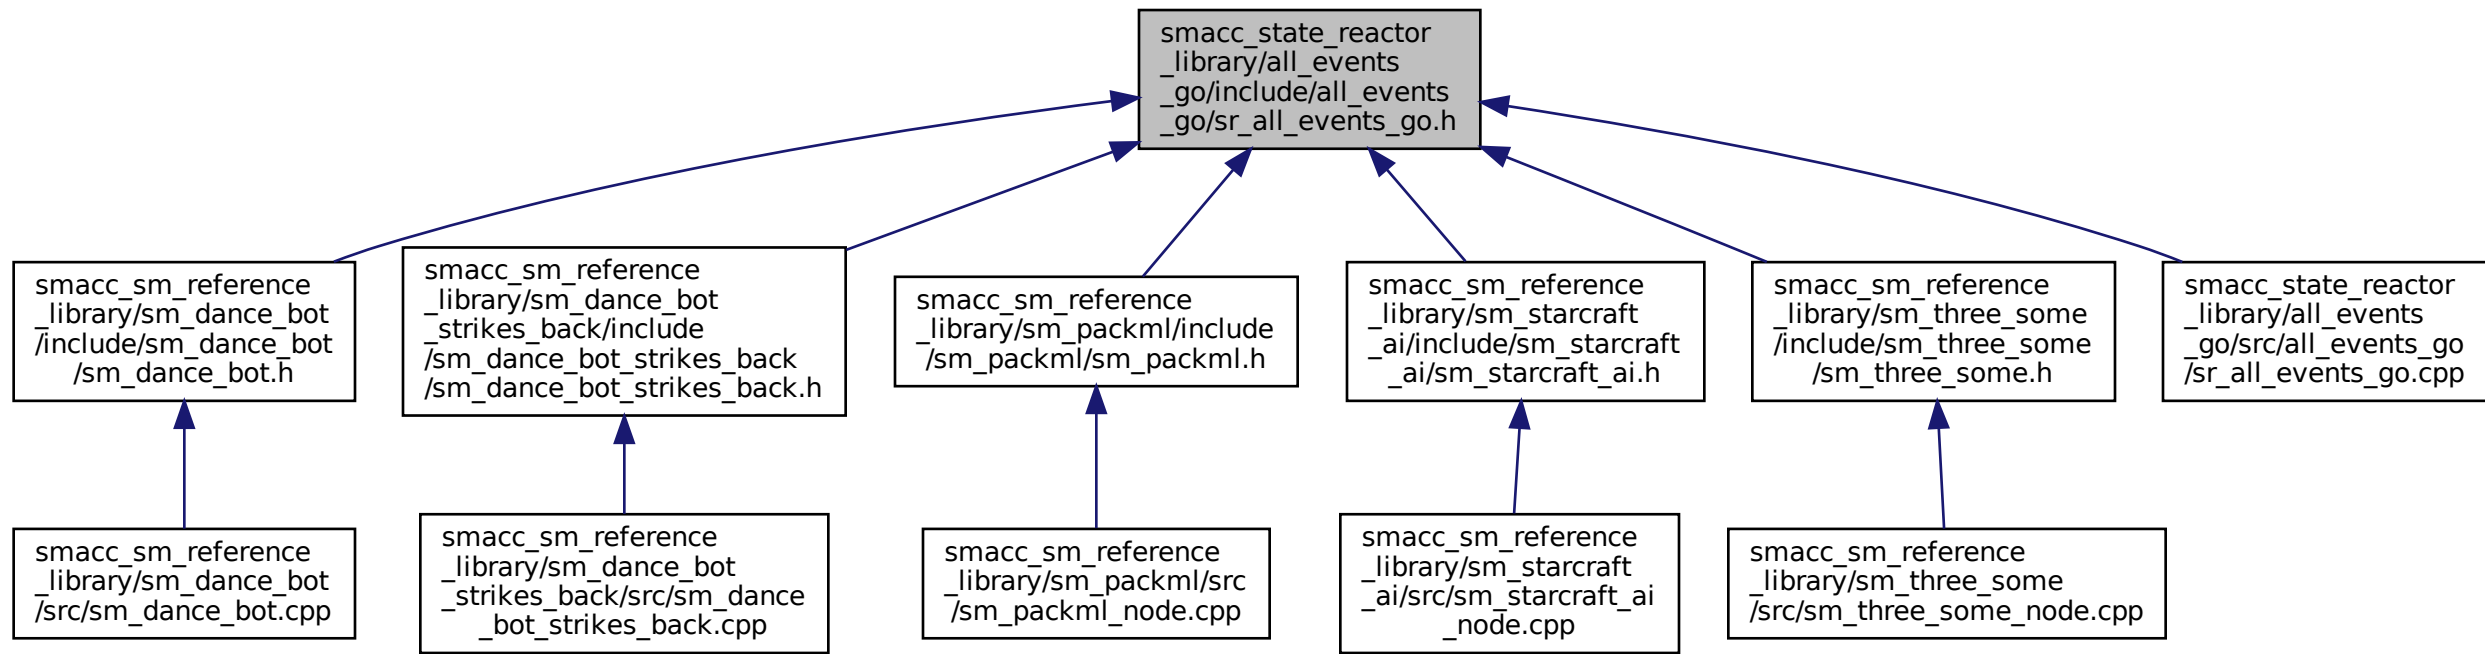 smacc_state_reactor
_library/all_events
_go/include/all_events
_go/sr_all_events_go.h
smacc_sm_reference
_library/sm_dance_bot
/include/sm_dance_bot
/sm_dance_bot.h
smacc_sm_reference
_library/sm_dance_bot
_strikes_back/include
/sm_dance_bot_strikes_back
/sm_dance_bot_strikes_back.h
smacc_sm_reference
_library/sm_packml/include
/sm_packml/sm_packml.h
smacc_sm_reference
_library/sm_starcraft
_ai/include/sm_starcraft
_ai/sm_starcraft_ai.h
smacc_sm_reference
_library/sm_three_some
/include/sm_three_some
/sm_three_some.h
smacc_state_reactor
_library/all_events
_go/src/all_events_go
/sr_all_events_go.cpp
smacc_sm_reference
_library/sm_dance_bot
/src/sm_dance_bot.cpp
smacc_sm_reference
_library/sm_dance_bot
_strikes_back/src/sm_dance
_bot_strikes_back.cpp
smacc_sm_reference
_library/sm_packml/src
/sm_packml_node.cpp
smacc_sm_reference
_library/sm_starcraft
_ai/src/sm_starcraft_ai
_node.cpp
smacc_sm_reference
_library/sm_three_some
/src/sm_three_some_node.cpp